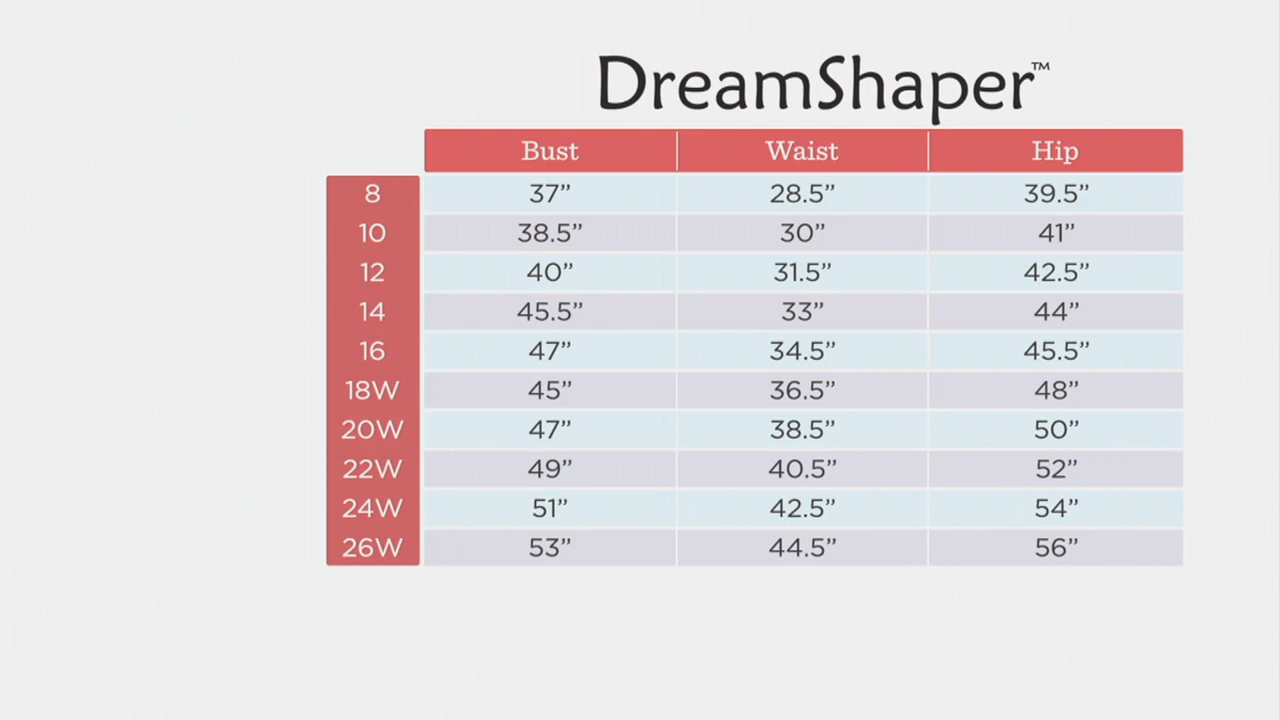 DreamShaper™
Bust Waist Hip
8 37” 28.5” 39.5”
10 38.5” 30” 41”
12 40” 31.5” 42.5”
14 45.5” 33” 44”
16 47” 34.5” 45.5”
18W 45” 36.5” 48”
20W 47” 38.5” 50”
22W 49” 40.5” 52”
24W 51” 42.5” 54”
26W 53” 44.5” 56”